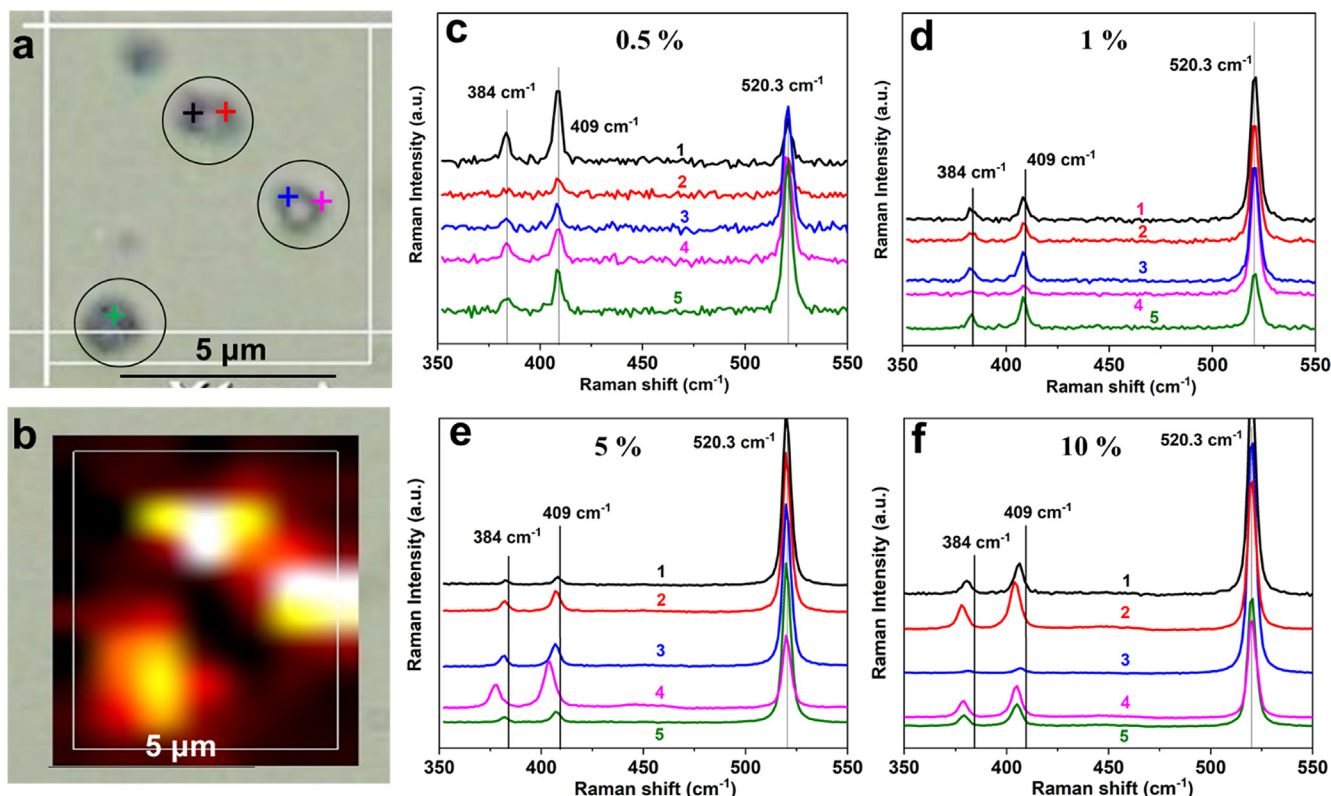 a
5 µm
b
5 µm
c
0.5 %
384 cm-1
409 cm-1
520.3 cm-1
1
2
3
4
5
Raman Intensity (a.u.)
350 400 450 500 550
Raman shift (cm-1)
d
1 %
384 cm-1
409 cm-1
520.3 cm-1
1
2
3
4
5
Raman Intensity (a.u.)
350 400 450 500 550
Raman shift (cm-1)
e
5 %
384 cm-1
409 cm-1
520.3 cm-1
1
2
3
4
5
Raman Intensity (a.u.)
350 400 450 500 550
Raman shift (cm-1)
f
10 %
384 cm-1
409 cm-1
520.3 cm-1
1
2
3
4
5
Raman Intensity (a.u.)
350 400 450 500 550
Raman shift (cm-1)